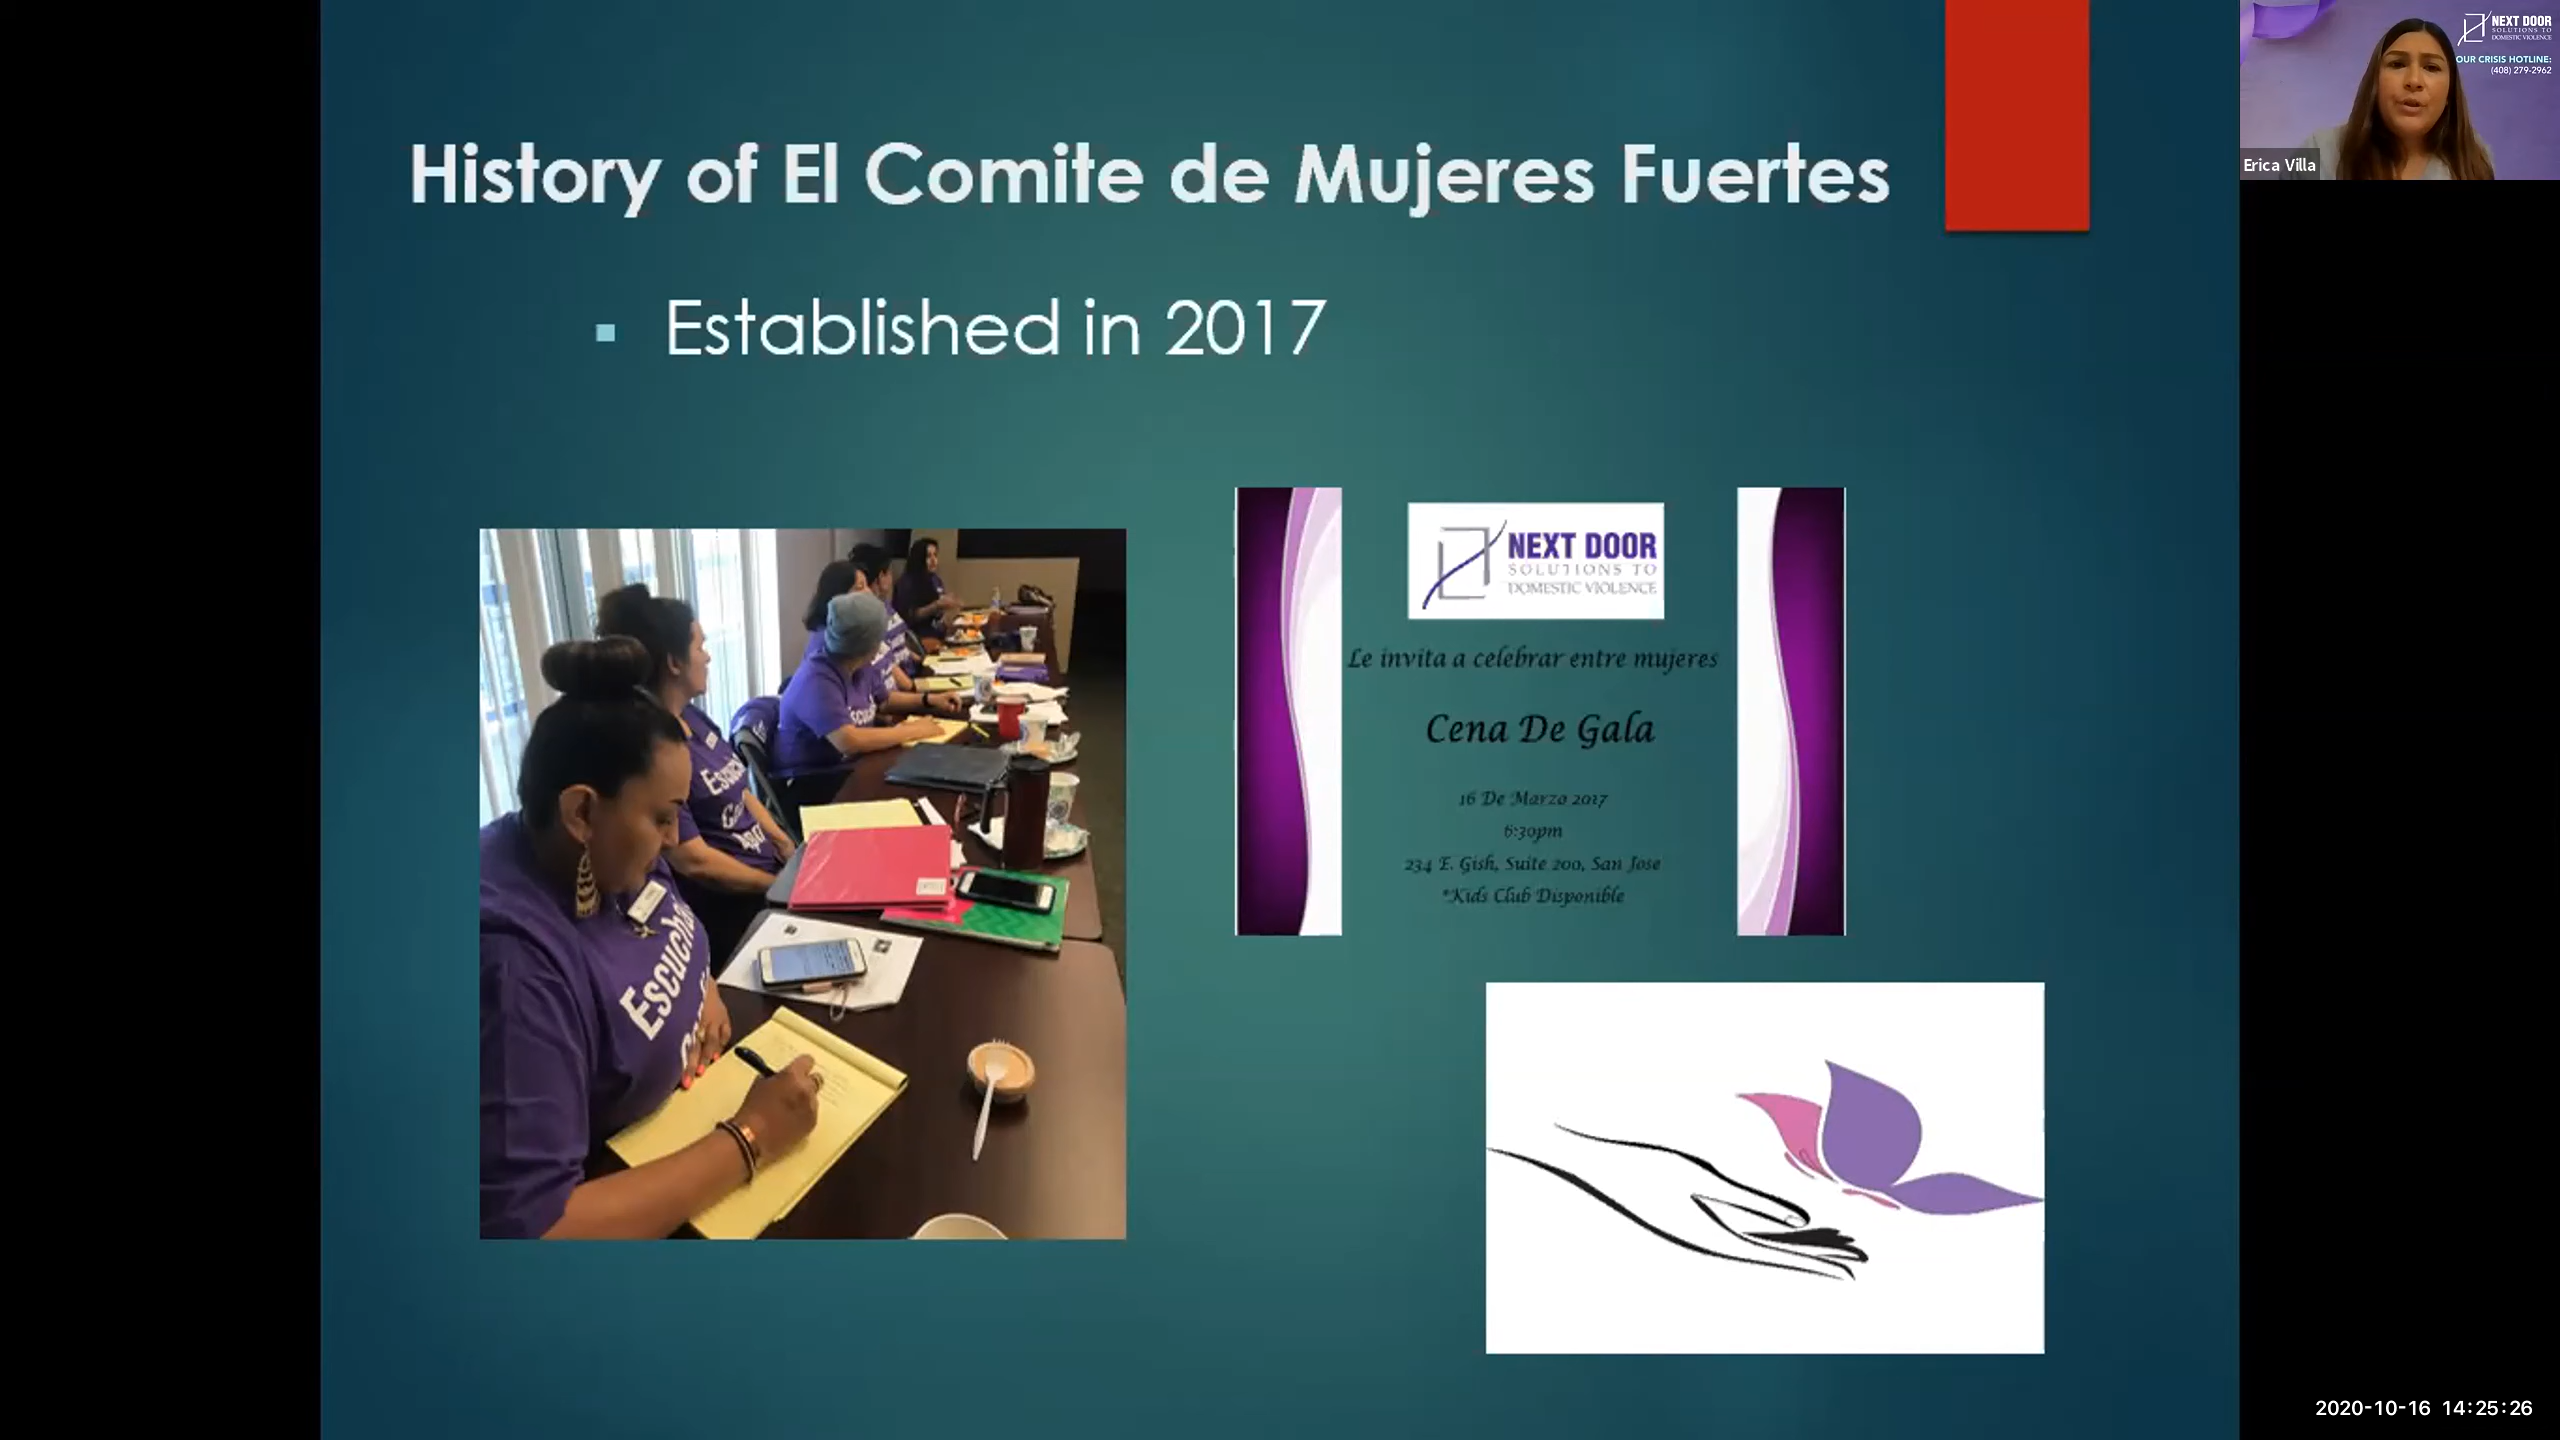 History of El Comite de Mujeres Fuertes
Established in 2017
NEXT DOOR
SOLUTIONS TO
DOMESTIC VIOLENCE
Le invita a celebrar entre mujeres
Cena De Gala
16 De Marzo 2017
6:30pm
234 E. Gish, Suite 200, San Jose
*Kids Club Disponible
NEXT DOOR
SOLUTIONS TO
DOMESTIC VIOLENCE
OUR CRISIS HOTLINE:
(408) 279-2962
Erica Villa
2020-10-16 14:25:26